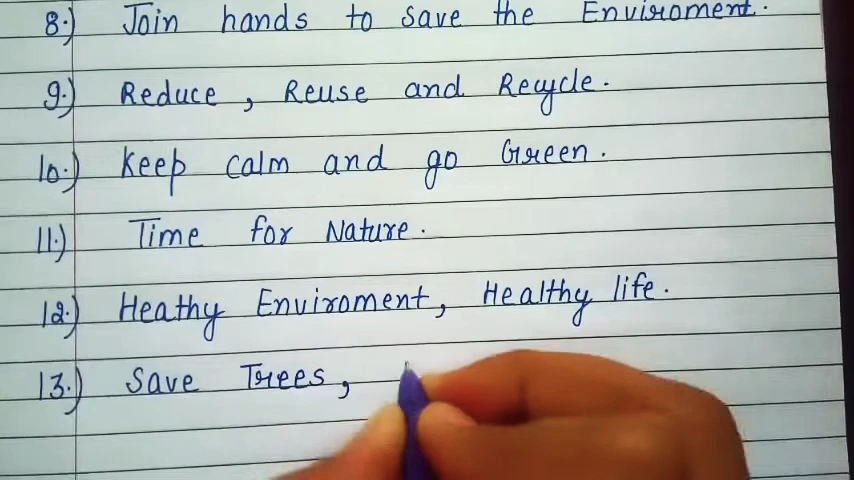 8.) Join hands to save the Enviroment.
9.) Reduce, Reuse and Recycle.
10.) Keep calm and go Green.
11.) Time for Nature.
12.) Heathy Enviroment, Healthy life.
13.) Save Trees,